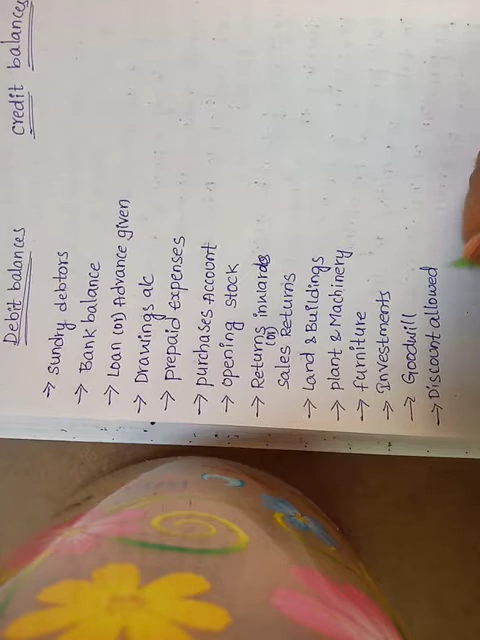 Debit balances
credit balances
→ Sundry debtors
→ Bank balance
→ Loan (or) Advance given
→ Drawings a/c
→ prepaid Expenses
→ purchases Account
→ opening stock
→ Returns inwards
(or)
Sales Returns
→ Land & Buildings
→ plant & Machinery
→ furniture
→ Investments
→ Goodwill
→ Discount allowed